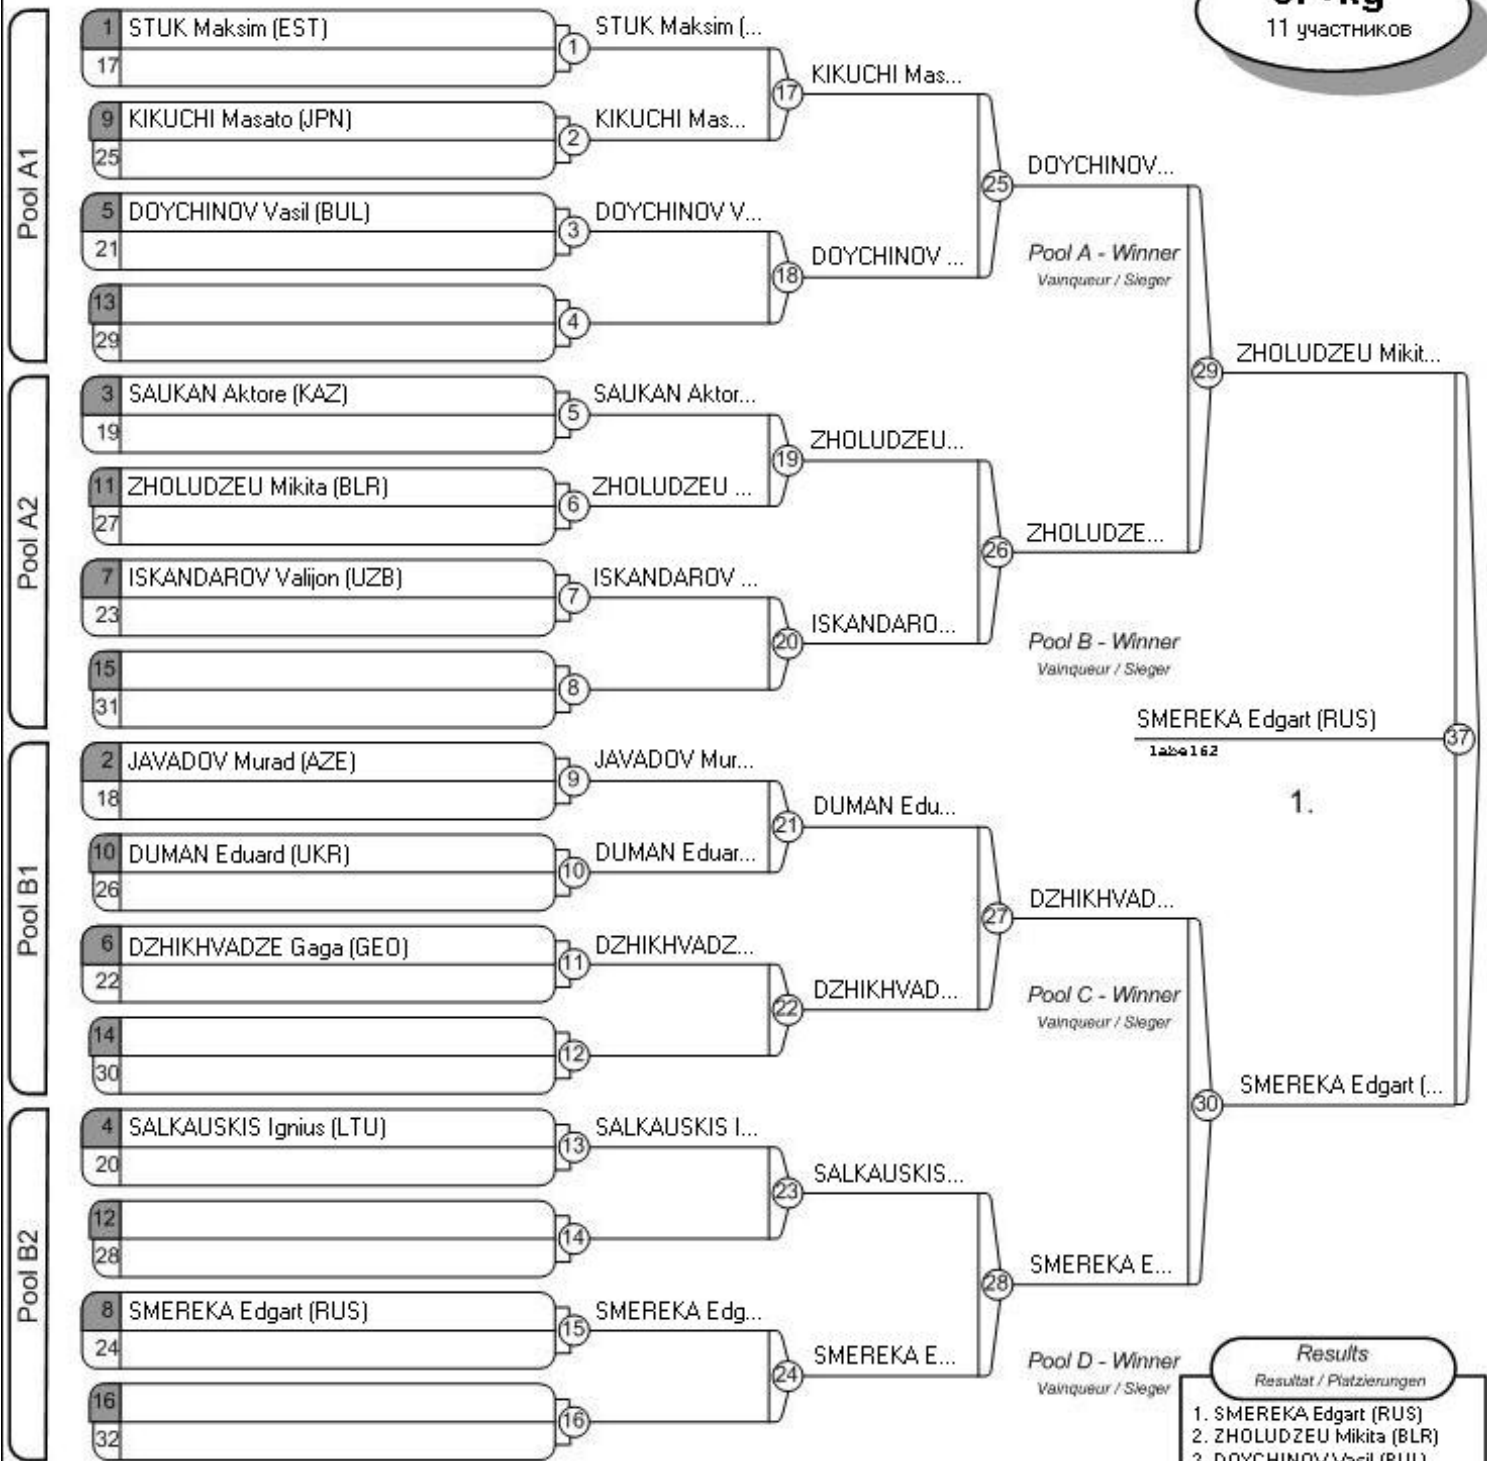 11 участников
Pool A1
1 STUK Maksim (EST)
17
1
STUK Maksim (...
9 KIKUCHI Masato (JPN)
25
2
KIKUCHI Mas...
17
KIKUCHI Mas...
5 DOYCHINOV Vasil (BUL)
21
3
DOYCHINOV V...
13
29
4
18
DOYCHINOV ...
25
DOYCHINOV...
Pool A - Winner
Vainqueur / Sieger
Pool A2
3 SAUKAN Aktore (KAZ)
19
5
SAUKAN Aktor...
11 ZHOLUDZEU Mikita (BLR)
27
6
ZHOLUDZEU ...
19
ZHOLUDZEU...
7 ISKANDAROV Valijon (UZB)
23
7
ISKANDAROV ...
15
31
8
20
ISKANDARO...
26
ZHOLUDZE...
29
ZHOLUDZEU Mikit...
Pool B - Winner
Vainqueur / Sieger
SMEREKA Edgart (RUS)
37
label62
1.
Pool B1
2 JAVADOV Murad (AZE)
18
9
JAVADOV Mur...
10 DUMAN Eduard (UKR)
26
10
DUMAN Eduar...
21
DUMAN Edu...
6 DZHIKHVADZE Gaga (GEO)
22
11
DZHIKHVADZ...
14
30
12
22
DZHIKHVAD...
27
DZHIKHVAD...
Pool C - Winner
Vainqueur / Sieger
Pool B2
4 SALKAUSKIS Ignius (LTU)
20
13
SALKAUSKIS I...
12
28
14
23
SALKAUSKIS...
8 SMEREKA Edgart (RUS)
24
15
SMEREKA Edg...
16
32
16
24
SMEREKA E...
28
SMEREKA E...
30
SMEREKA Edgart (...
Pool D - Winner
Vainqueur / Sieger
Results
Resultat / Platzierungen
1. SMEREKA Edgart (RUS)
2. ZHOLUDZEU Mikita (BLR)
3. DOYCHINOV Vasil (BUL)